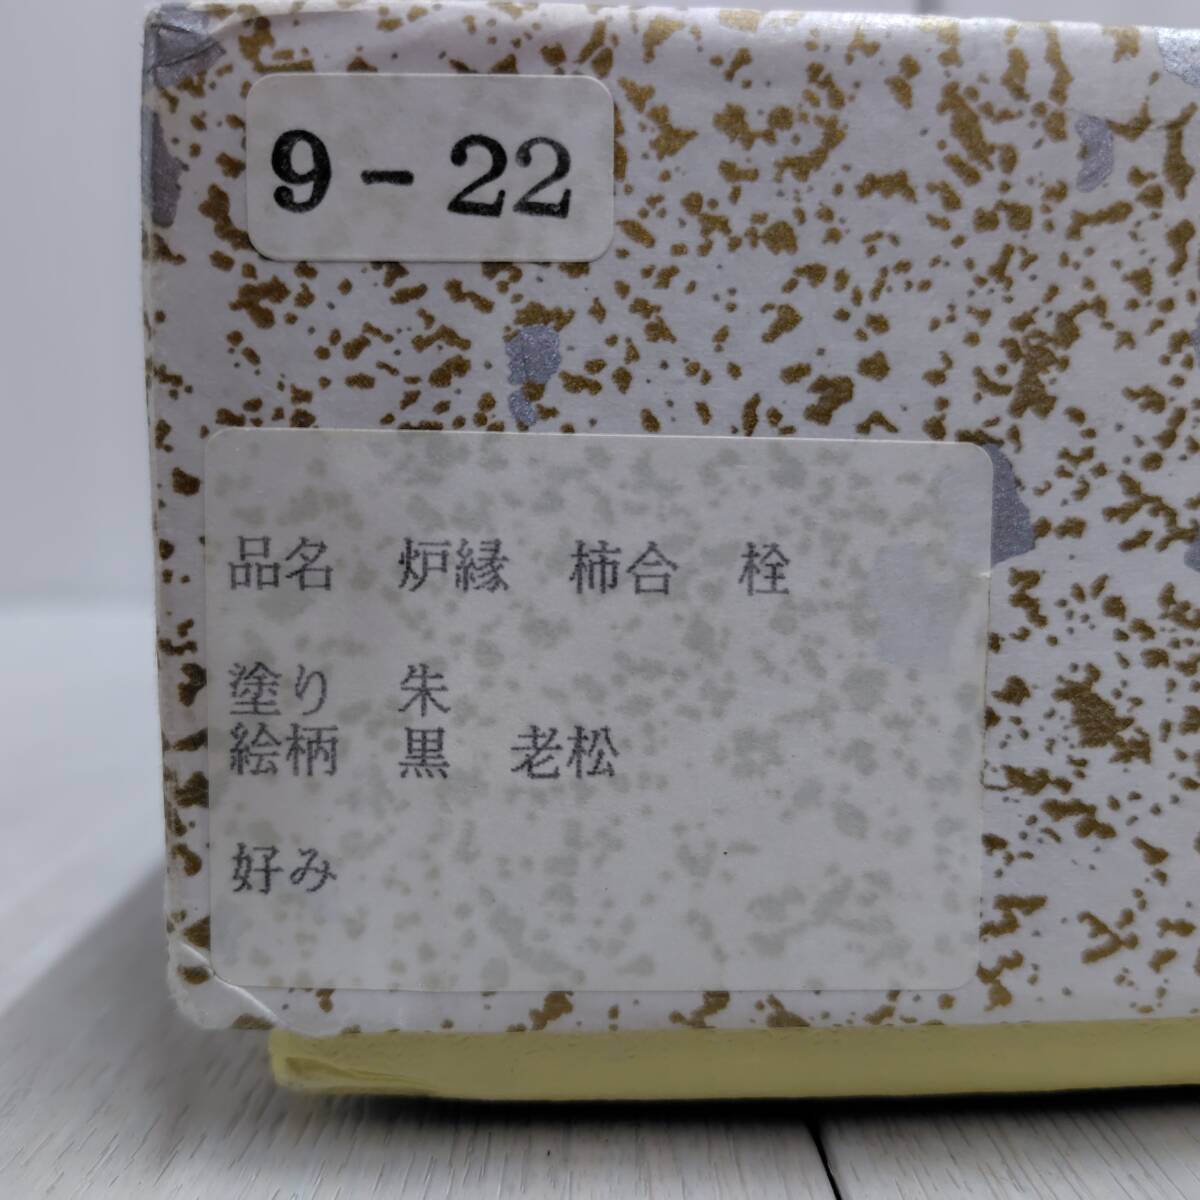 9－22
品名　炉縁　柿合　栓
塗り　朱
絵柄　黒　老松
好み